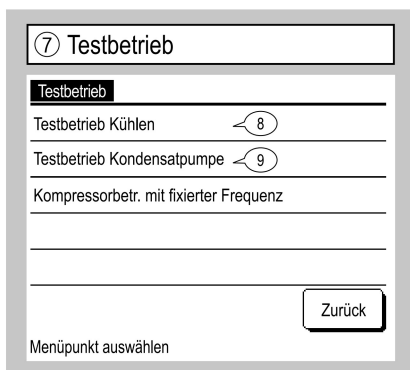 ⑦ Testbetrieb
Testbetrieb
Testbetrieb Kühlen 8
Testbetrieb Kondensatpumpe 9
Kompressorbetr. mit fixierter Frequenz
Zurück
Menüpunkt auswählen